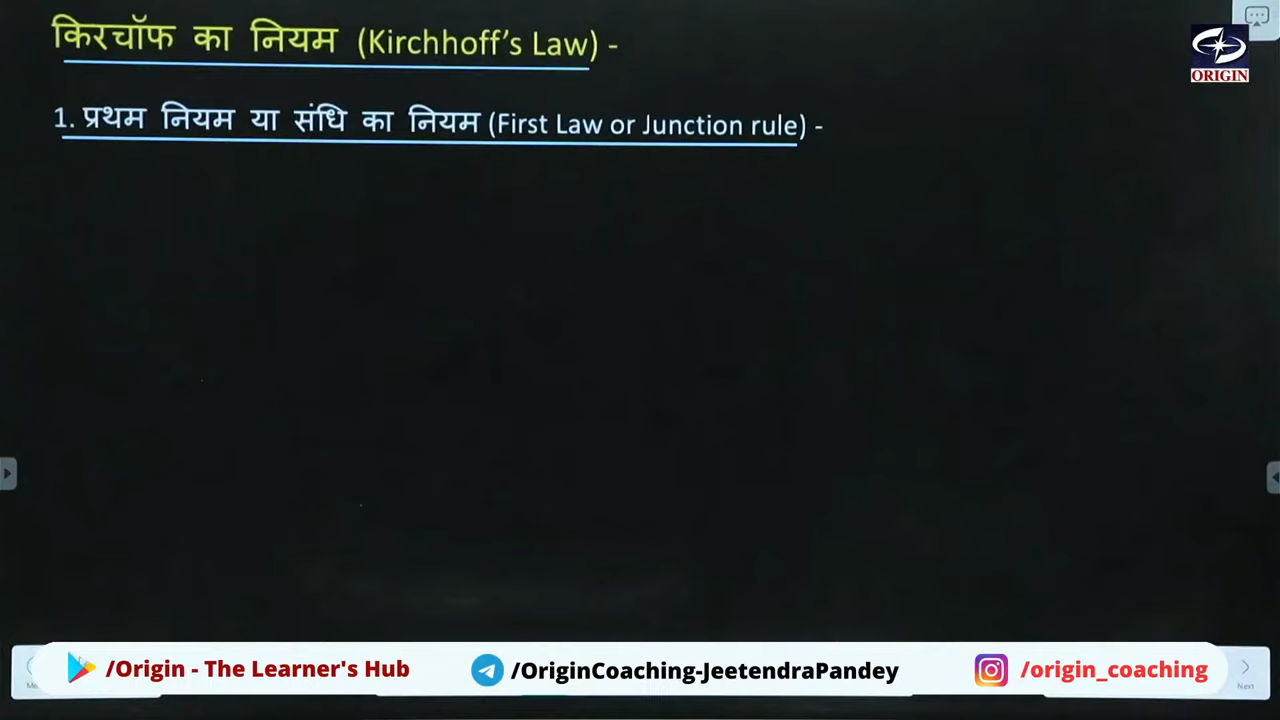 किरचॉफ का नियम (Kirchhoff’s Law) -
ORIGIN
1. प्रथम नियम या संधि का नियम (First Law or Junction rule) -
/Origin - The Learner's Hub
/OriginCoaching-JeetendraPandey
/origin_coaching
Next